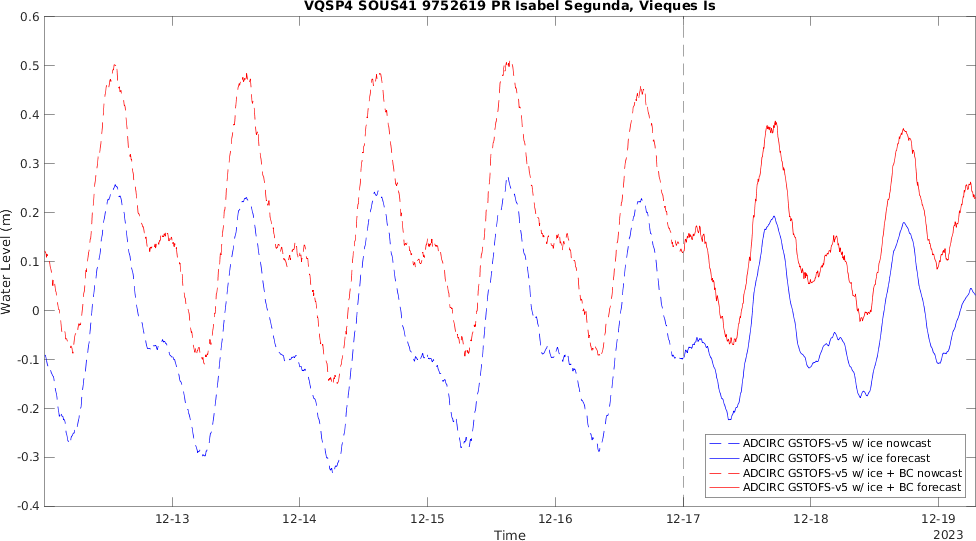 VQSP4 SOUS41 9752619 PR Isabel Segunda, Vieques Is
0.6
0.5
0.4
0.3
0.2
0.1
0
-0.1
-0.2
-0.3
-0.4
Water Level (m)
ADCIRC GSTOFS-v5 w/ ice nowcast
ADCIRC GSTOFS-v5 w/ ice forecast
ADCIRC GSTOFS-v5 w/ ice + BC nowcast
ADCIRC GSTOFS-v5 w/ ice + BC forecast
12-13 12-14 12-15 12-16 12-17 12-18 12-19
Time
2023